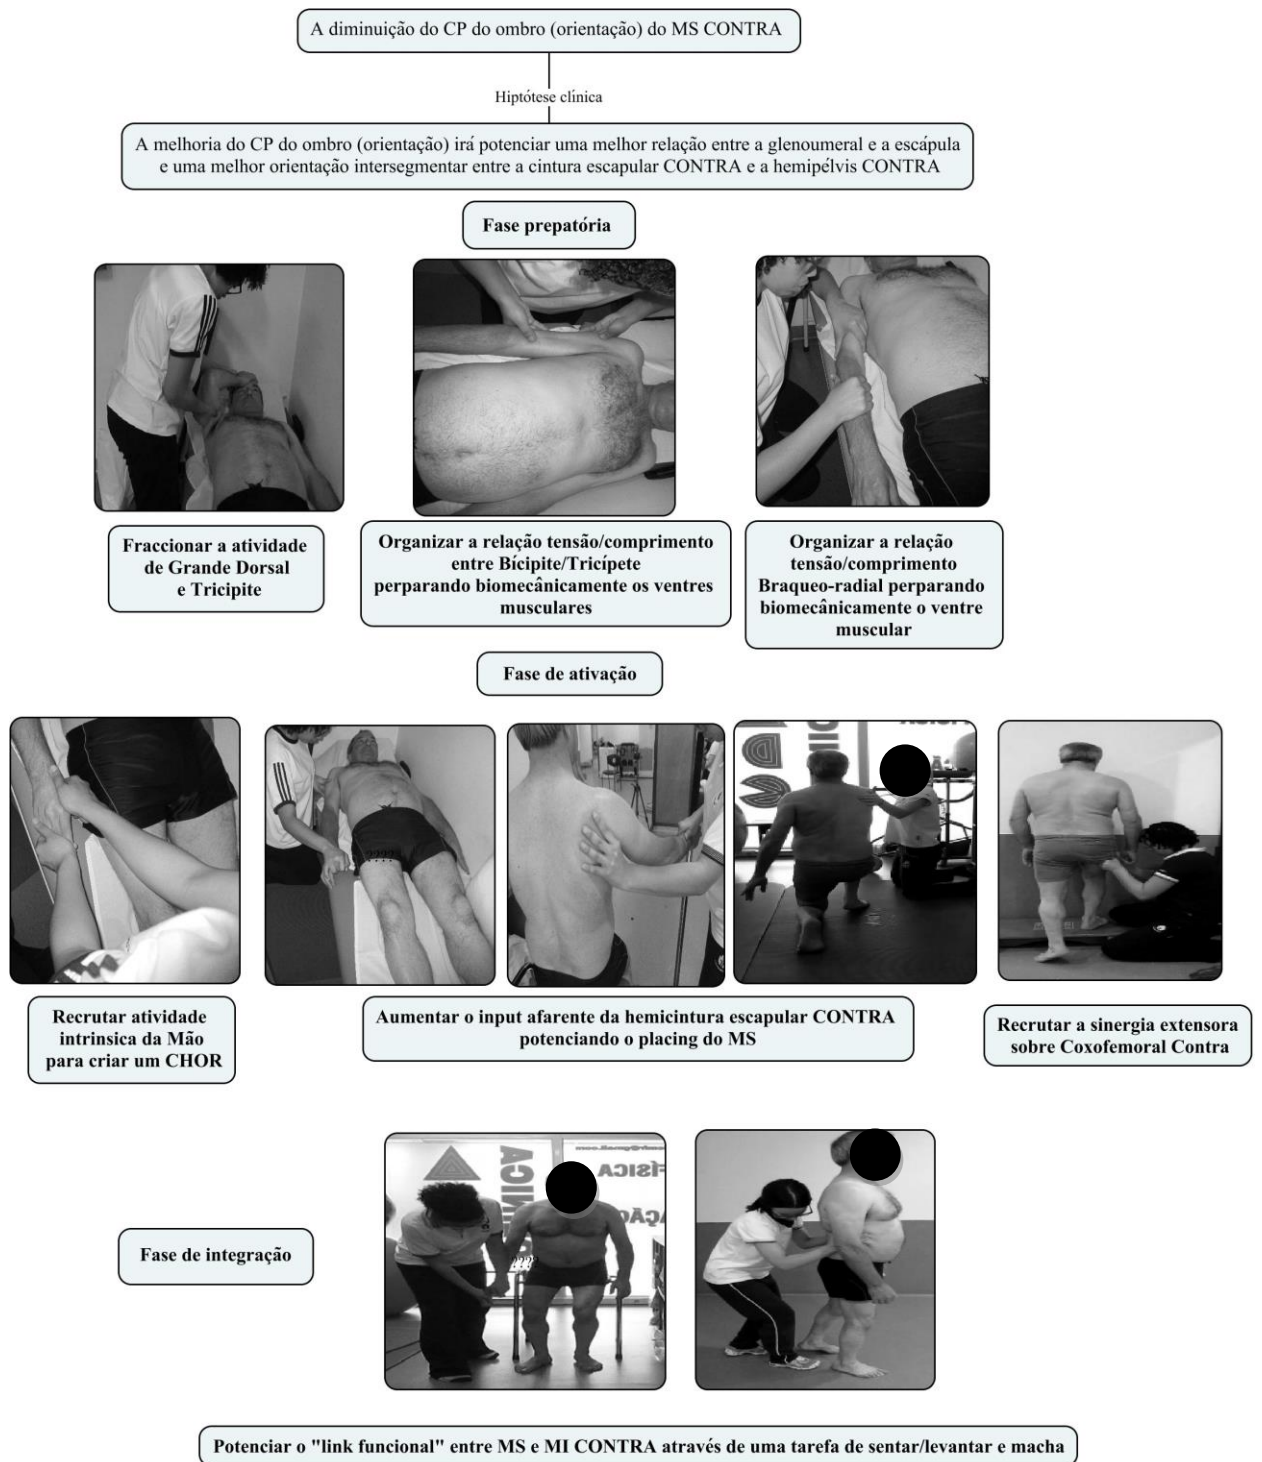 A diminuição do CP do ombro (orientação) do MS CONTRA
Hiptótese clínica
A melhoria do CP do ombro (orientação) irá potenciar uma melhor relação entre a glenoumeral e a escápula
e uma melhor orientação intersegmentar entre a cintura escapular CONTRA e a hemipélvis CONTRA
Fase prepatória
Fraccionar a atividade
de Grande Dorsal
e Tricipite
Organizar a relação tensão/comprimento
entre Bícipite/Tricípete
perparando biomecânicamente os ventres
musculares
Organizar a relação
tensão/comprimento
Braqueo-radial perparando
biomecânicamente o ventre
muscular
Fase de ativação
????
Recrutar atividade
intrinsica da Mão
para criar um CHOR
Aumentar o input afarente da hemicintura escapular CONTRA
potenciando o placing do MS
Recrutar a sinergia extensora
sobre Coxofemoral Contra
Fase de integração
????
Potenciar o "link funcional" entre MS e MI CONTRA através de uma tarefa de sentar/levantar e macha